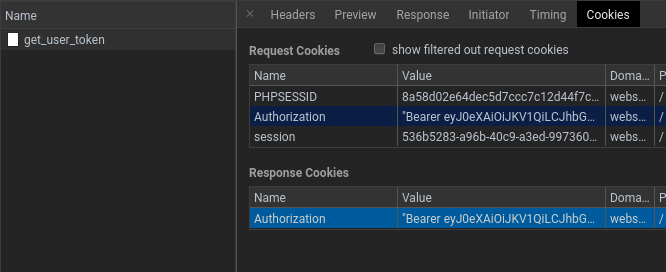 Name
get_user_token
× Headers Preview Response Initiator Timing Cookies
Request Cookies show filtered out request cookies
Name Value Doma... P
PHPSESSID 8a58d02e64dec5d7ccc7c12d44f7c... webs... /
Authorization "Bearer eyJ0eXAiOiJKV1QiLCJhbG... webs... /
session 536b5283-a96b-40c9-a3ed-997360... webs... /
Response Cookies
Name Value Doma... P
Authorization "Bearer eyJ0eXAiOiJKV1QiLCJhbG... webs... /